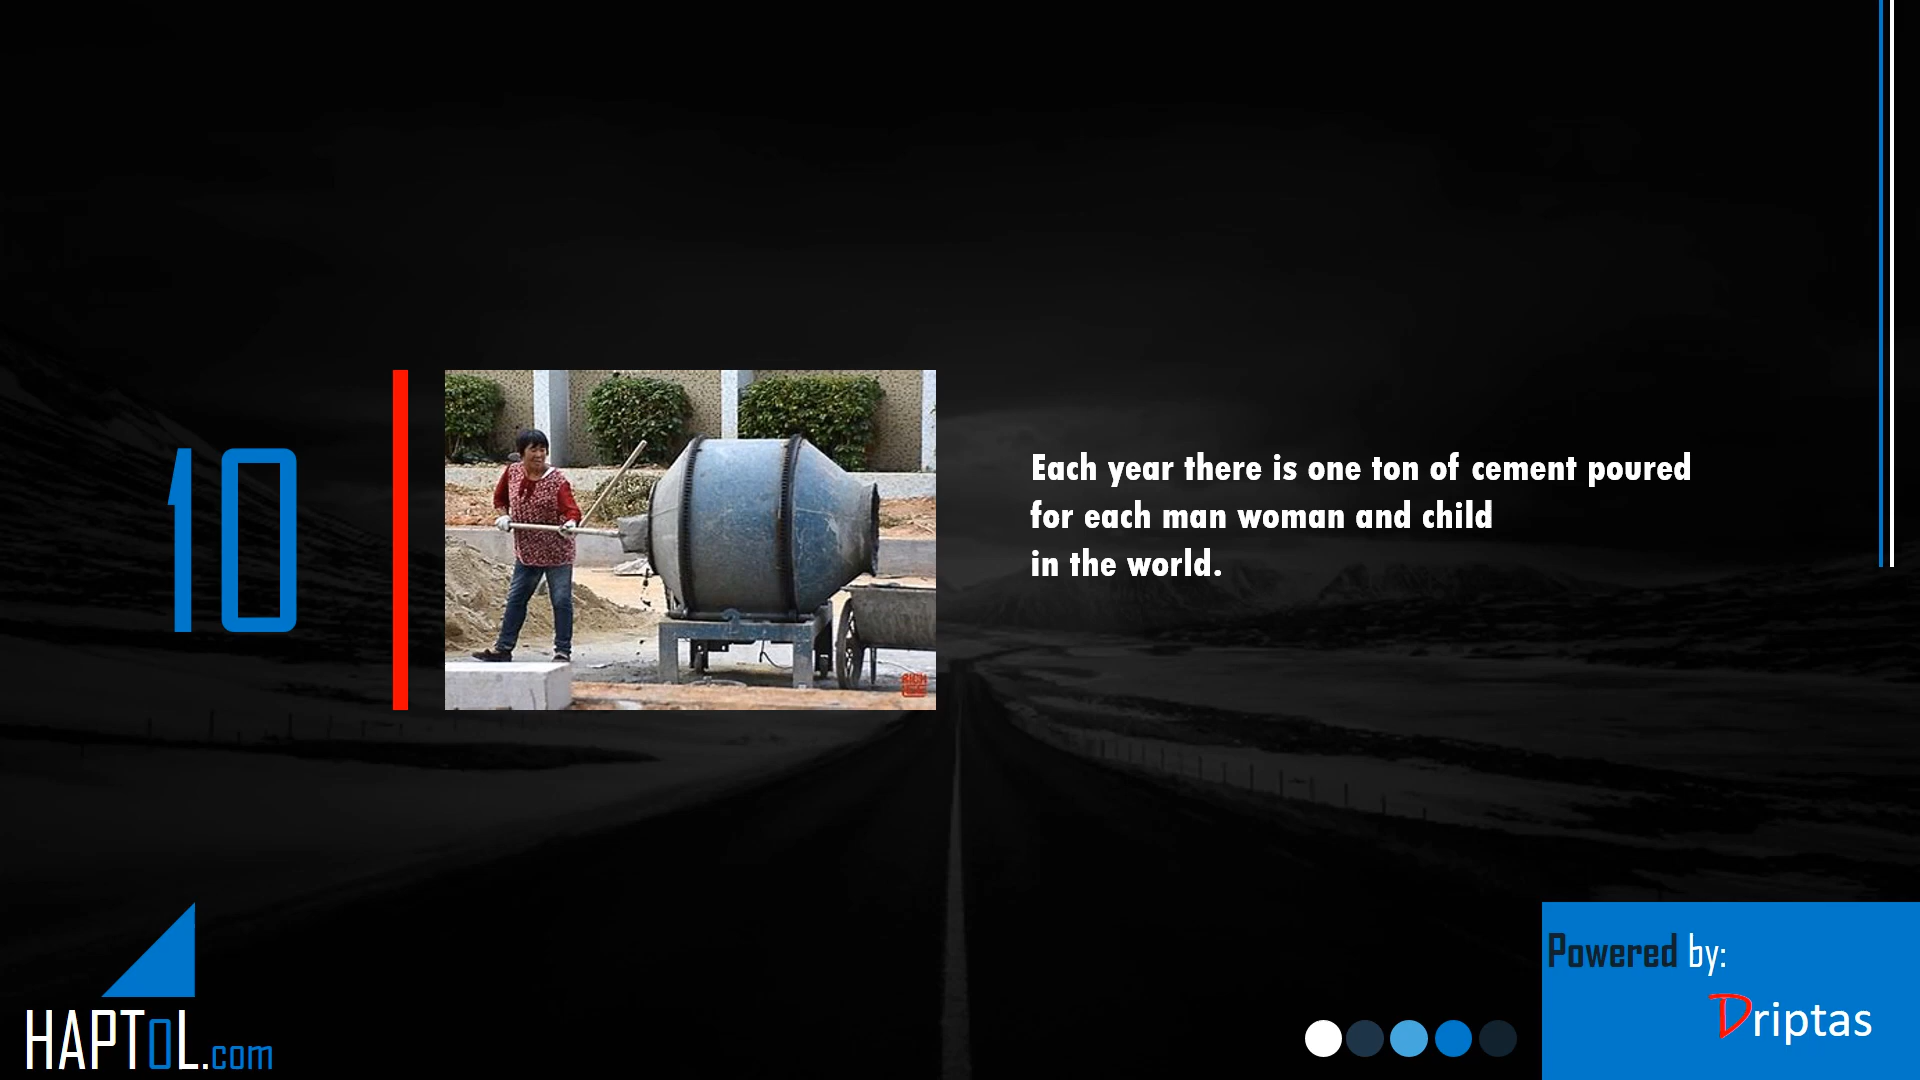 10
Each year there is one ton of cement poured
for each man woman and child
in the world.
HAPTOL.com
Powered by:
Driptas